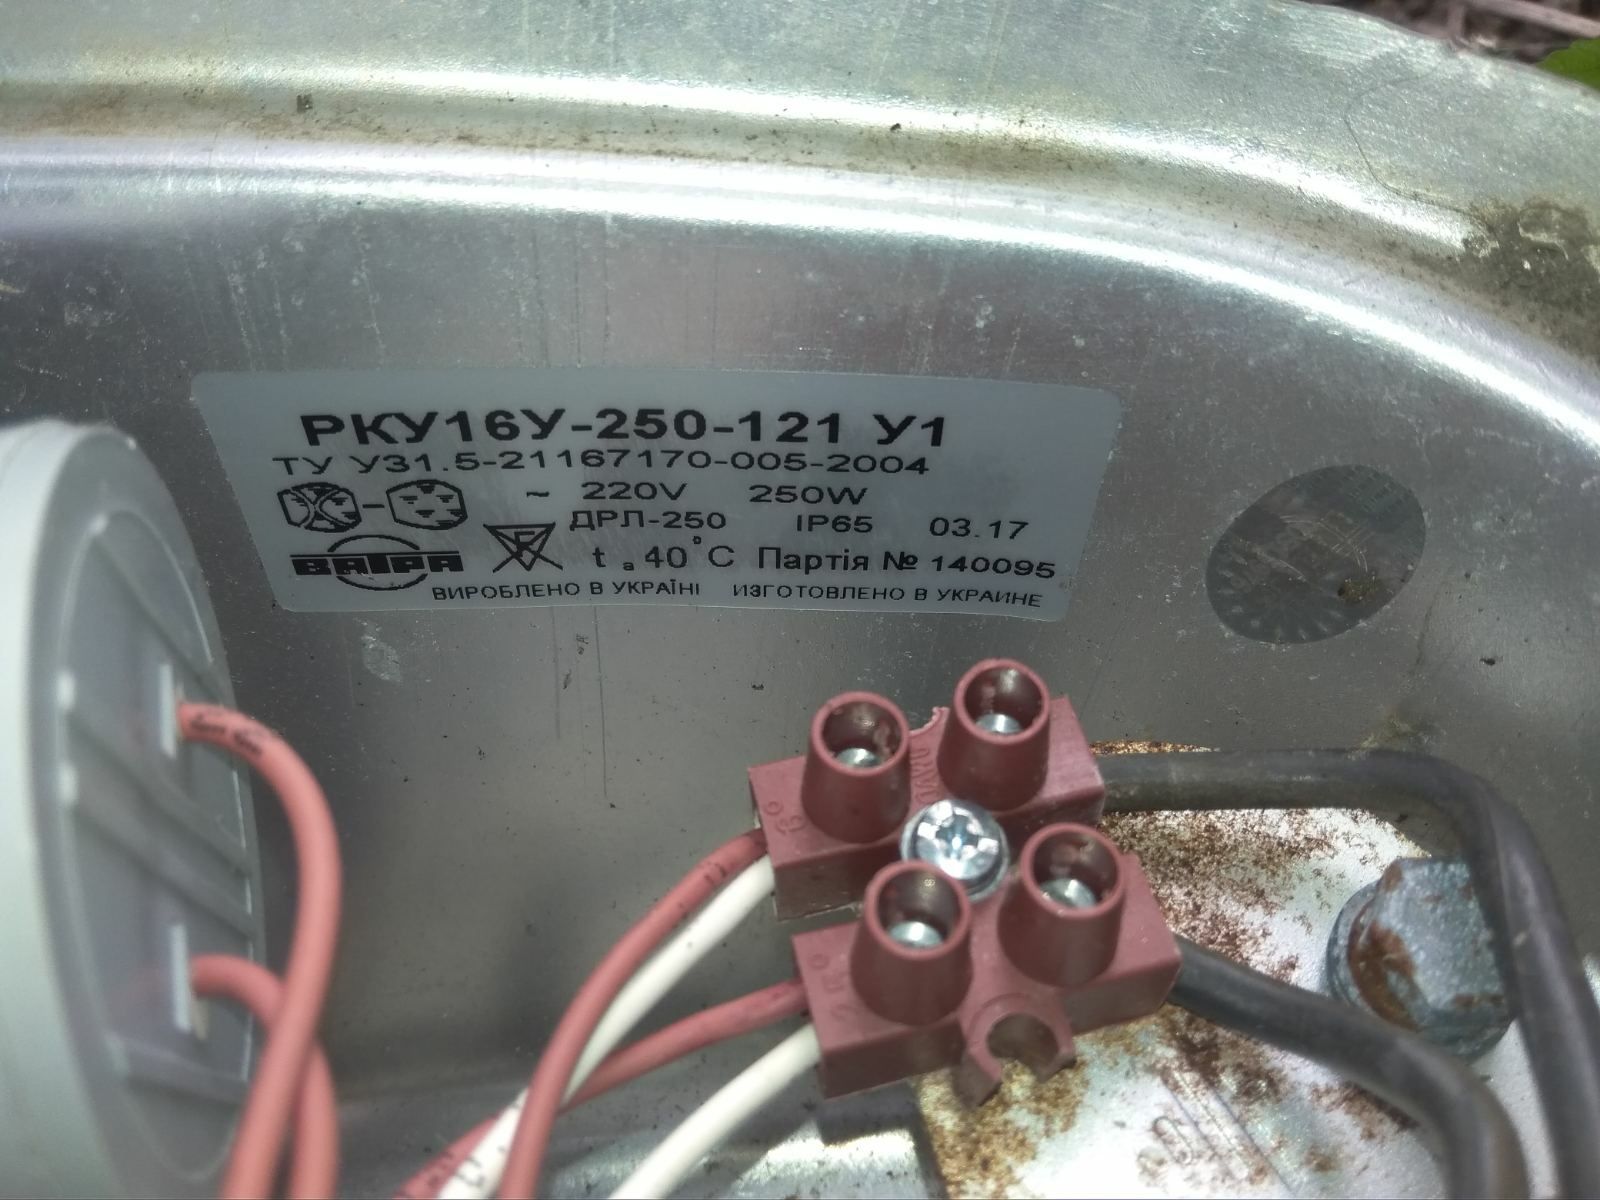 РКУ16У-250-121 У1
ТУ У31.5-21167170-005-2004
~ 220V 250W
ДРЛ-250 IP65 03.17
ВАТРА F tₐ 40°C Партія № 140095
ВИРОБЛЕНО В УКРАЇНІ ИЗГОТОВЛЕНО В УКРАИНЕ